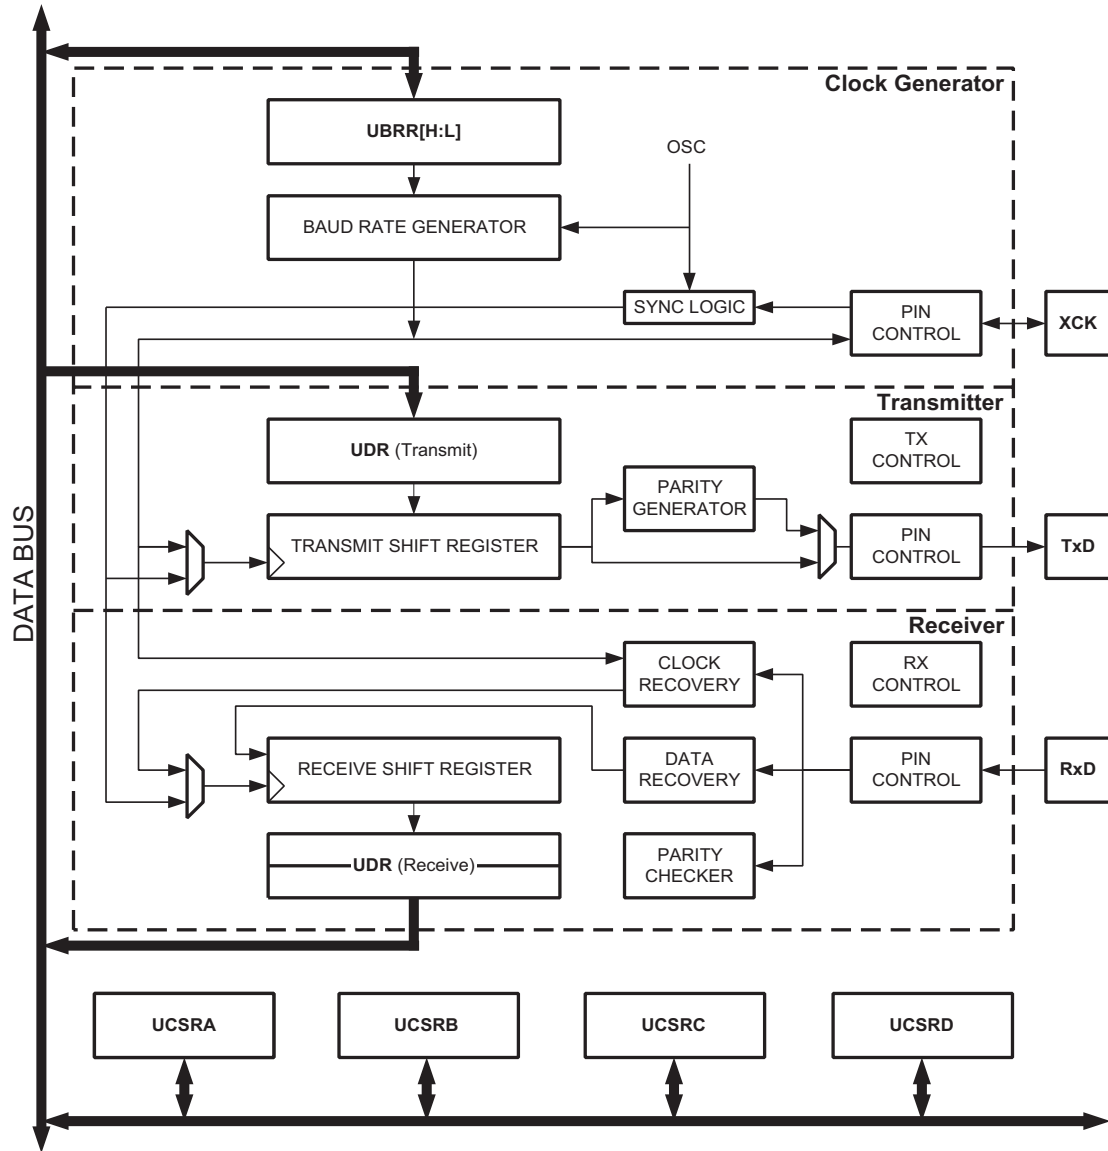 Clock Generator
UBRR[H:L]
OSC
BAUD RATE GENERATOR
SYNC LOGIC
PIN
CONTROL
XCK
Transmitter
UDR (Transmit)
TX
CONTROL
PARITY
GENERATOR
TRANSMIT SHIFT REGISTER
PIN
CONTROL
TxD
DATA BUS
Receiver
CLOCK
RECOVERY
RX
CONTROL
RECEIVE SHIFT REGISTER
DATA
RECOVERY
PIN
CONTROL
RxD
UDR (Receive)
PARITY
CHECKER
UCSRA
UCSRB
UCSRC
UCSRD